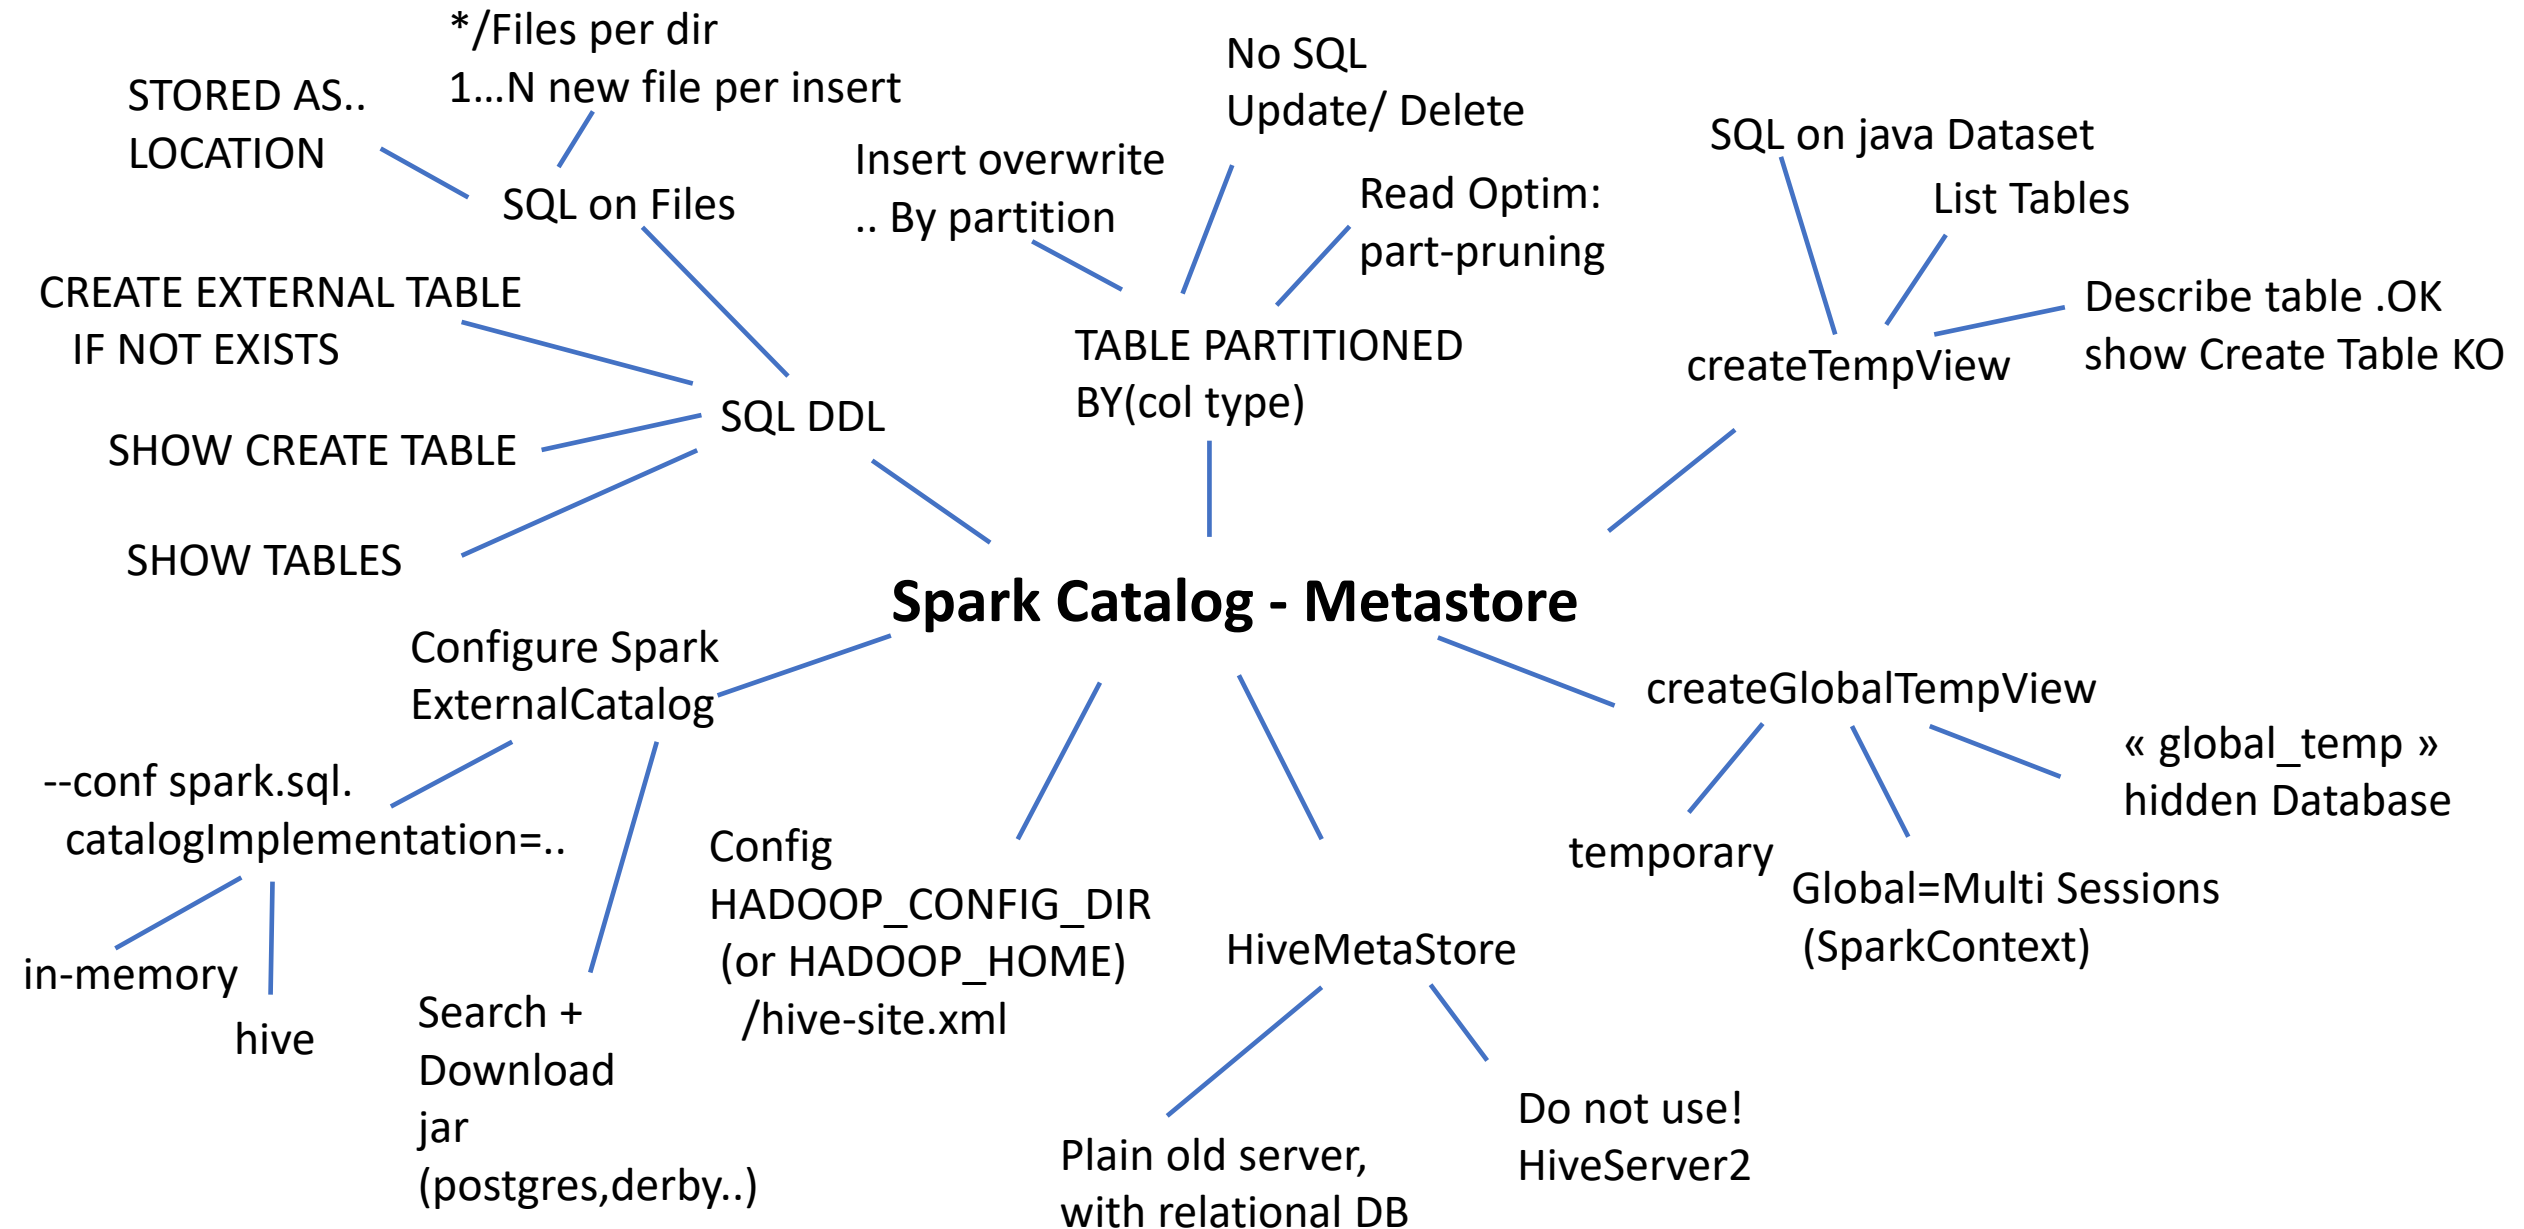 */Files per dir
1...N new file per insert
STORED AS..
LOCATION
SQL on Files
CREATE EXTERNAL TABLE
IF NOT EXISTS
SHOW CREATE TABLE
SHOW TABLES
SQL DDL
Insert overwrite
.. By partition
No SQL
Update/ Delete
Read Optim:
part-pruning
TABLE PARTITIONED
BY(col type)
SQL on java Dataset
List Tables
Describe table .OK
show Create Table KO
createTempView
Spark Catalog - Metastore
Configure Spark
ExternalCatalog
--conf spark.sql.
catalogImplementation=..
in-memory
hive
Search +
Download
jar
(postgres,derby..)
Config
HADOOP_CONFIG_DIR
(or HADOOP_HOME)
/hive-site.xml
HiveMetaStore
Plain old server,
with relational DB
Do not use!
HiveServer2
createGlobalTempView
temporary
Global=Multi Sessions
(SparkContext)
« global_temp »
hidden Database